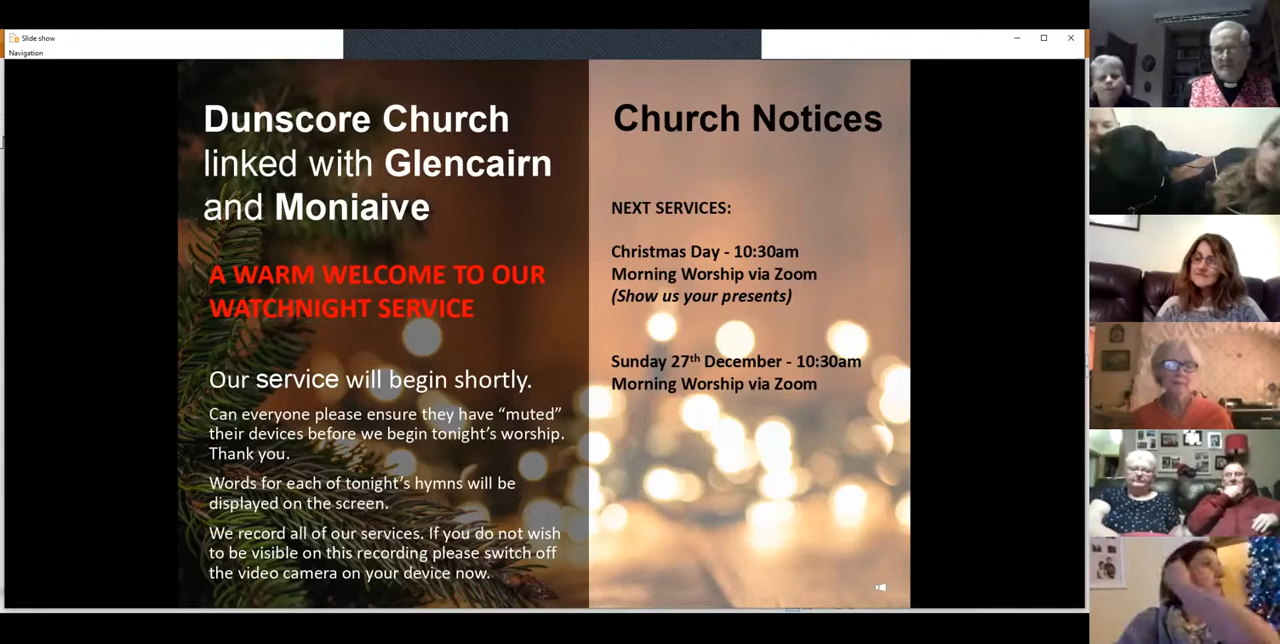 Slide show
Navigation
Dunscore Church
linked with Glencairn
and Moniaive
A WARM WELCOME TO OUR
WATCHNIGHT SERVICE
Our service will begin shortly.
Can everyone please ensure they have “muted”
their devices before we begin tonight’s worship.
Thank you.
Words for each of tonight’s hymns will be
displayed on the screen.
We record all of our services. If you do not wish
to be visible on this recording please switch off
the video camera on your device now.
Church Notices
NEXT SERVICES:
Christmas Day - 10:30am
Morning Worship via Zoom
(Show us your presents)
Sunday 27th December - 10:30am
Morning Worship via Zoom